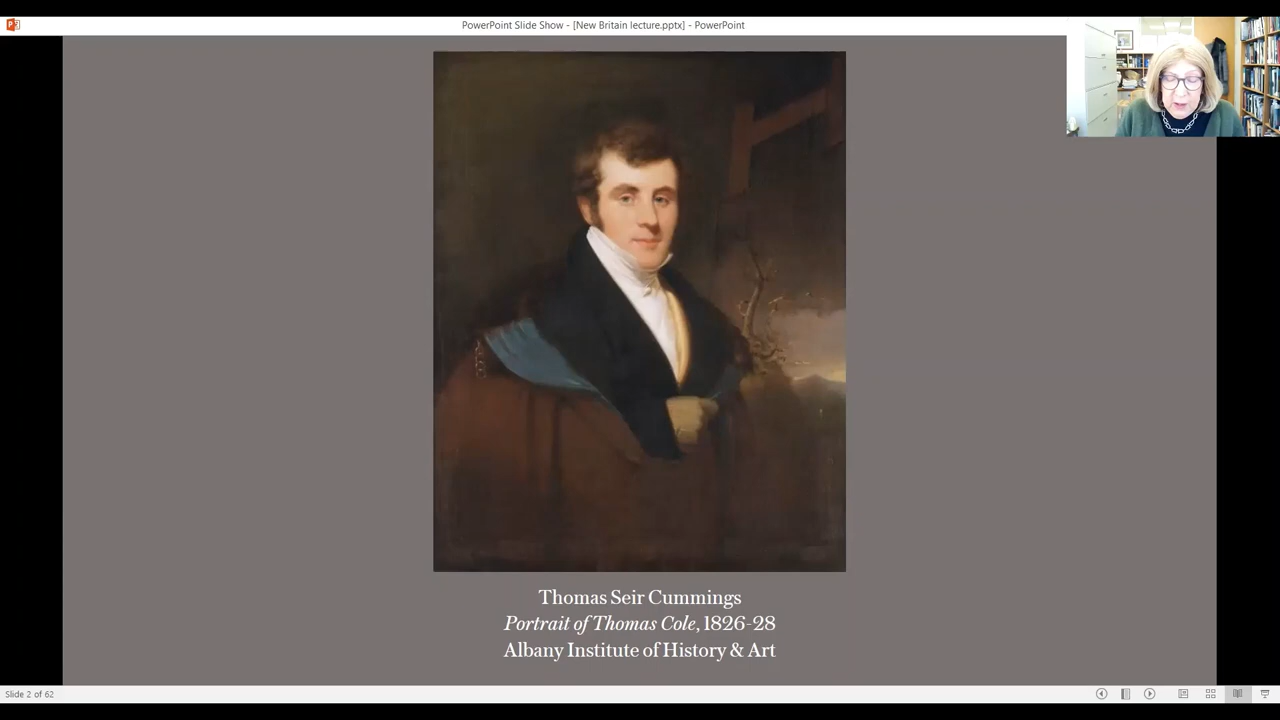 PowerPoint Slide Show - [New Britain lecture.pptx] - PowerPoint
Thomas Seir Cummings
Portrait of Thomas Cole, 1826-28
Albany Institute of History & Art
Slide 2 of 62